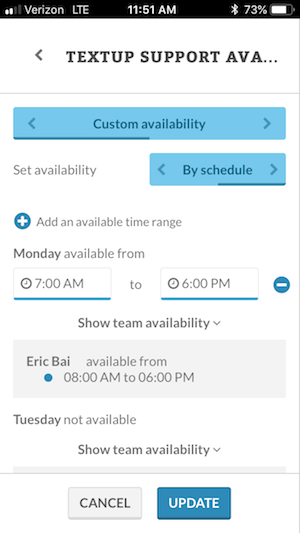 Verizon LTE 11:51 AM 73%
TEXTUP SUPPORT AVA...
Custom availability
Set availability By schedule
Add an available time range
Monday available from
7:00 AM to 6:00 PM
Show team availability
Eric Bai available from
08:00 AM to 06:00 PM
Tuesday not available
Show team availability
CANCEL UPDATE